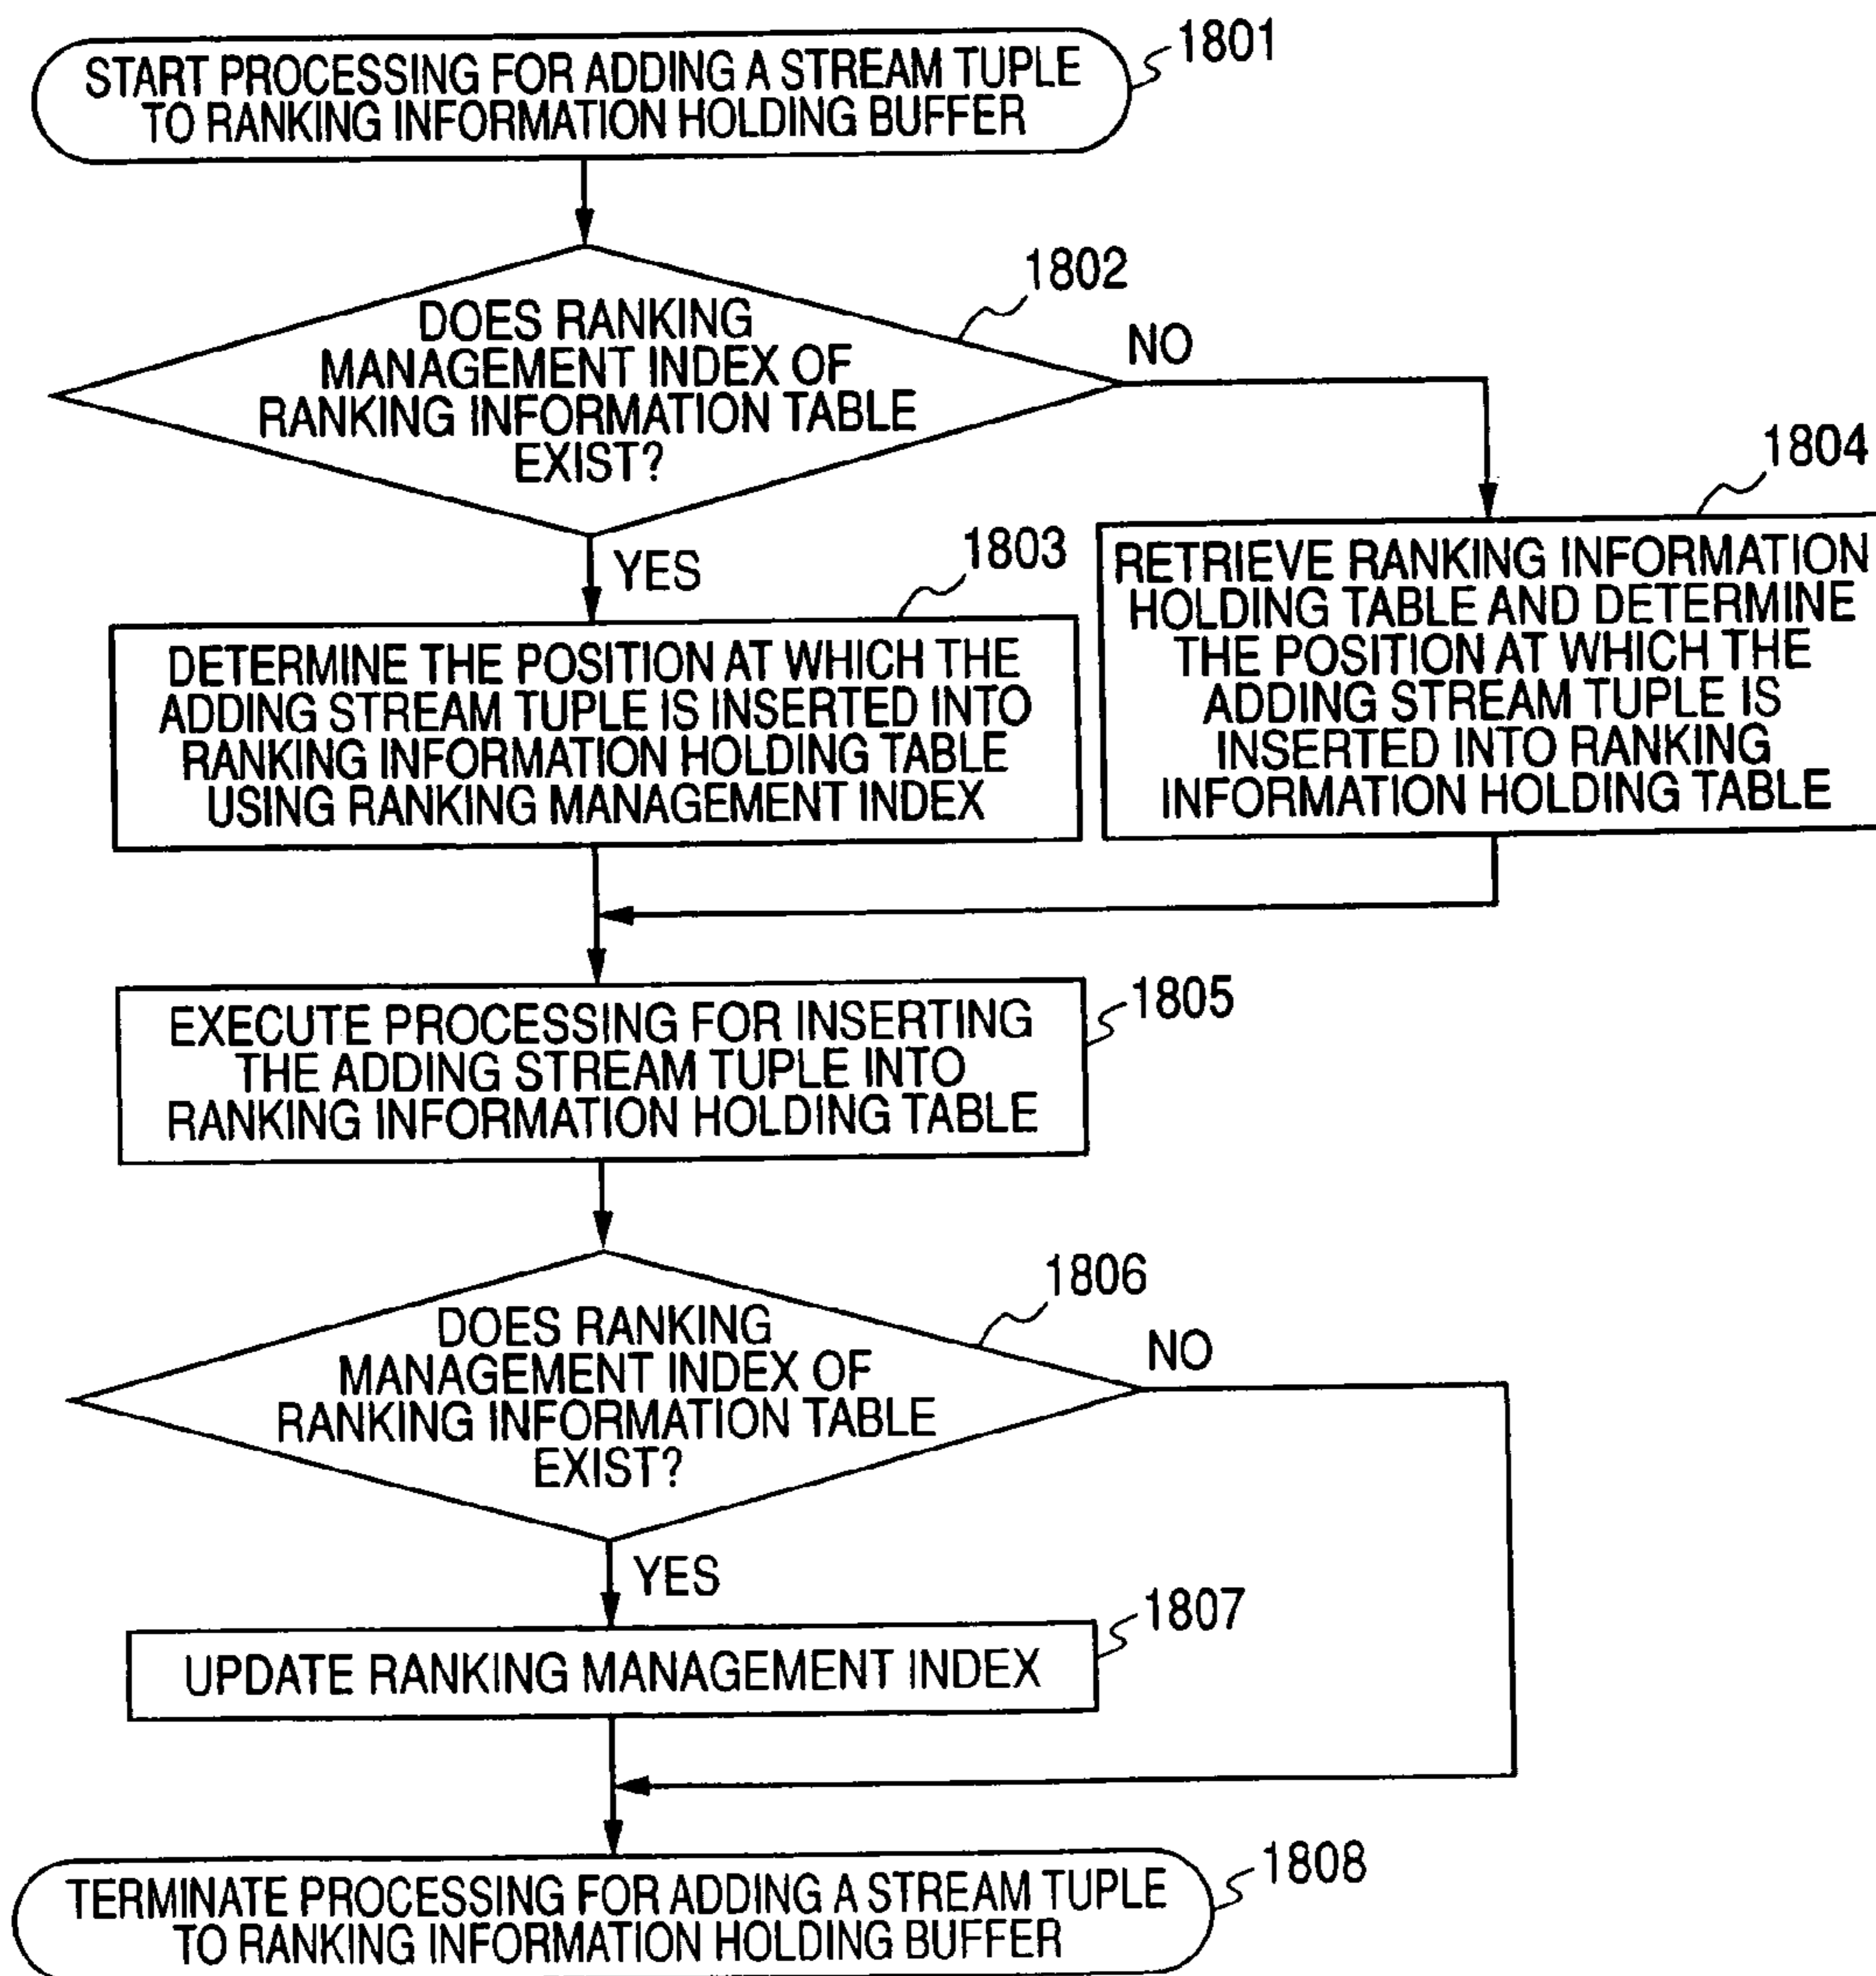 START PROCESSING FOR ADDING A STREAM TUPLE
TO RANKING INFORMATION HOLDING BUFFER
1801
DOES RANKING
MANAGEMENT INDEX OF
RANKING INFORMATION TABLE
EXIST?
1802
NO
YES
1803
DETERMINE THE POSITION AT WHICH THE
ADDING STREAM TUPLE IS INSERTED INTO
RANKING INFORMATION HOLDING TABLE
USING RANKING MANAGEMENT INDEX
1804
RETRIEVE RANKING INFORMATION
HOLDING TABLE AND DETERMINE
THE POSITION AT WHICH THE
ADDING STREAM TUPLE IS
INSERTED INTO RANKING
INFORMATION HOLDING TABLE
EXECUTE PROCESSING FOR INSERTING
THE ADDING STREAM TUPLE INTO
RANKING INFORMATION HOLDING TABLE
1805
DOES RANKING
MANAGEMENT INDEX OF
RANKING INFORMATION TABLE
EXIST?
1806
NO
YES
1807
UPDATE RANKING MANAGEMENT INDEX
TERMINATE PROCESSING FOR ADDING A STREAM TUPLE
TO RANKING INFORMATION HOLDING BUFFER
1808